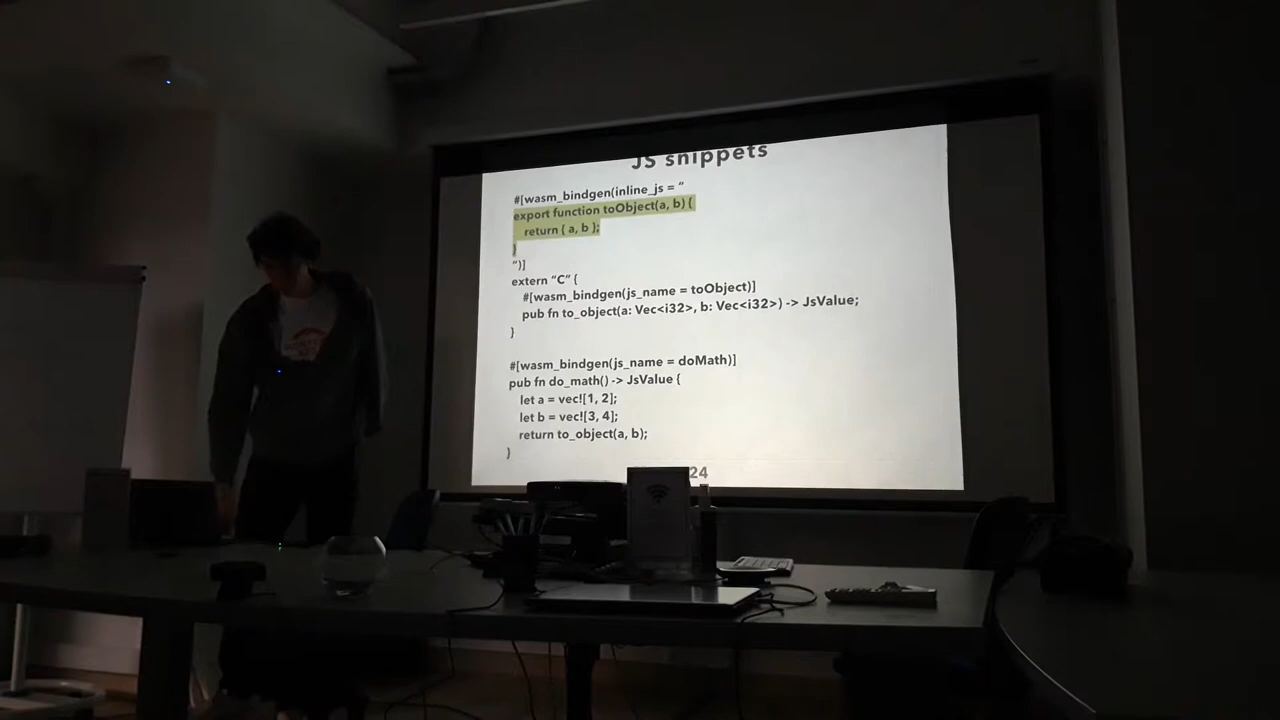 JS snippets
#[wasm_bindgen(inline_js = "
export function toObject(a, b) {
return { a, b };
}
")]
extern "C" {
#[wasm_bindgen(js_name = toObject)]
pub fn to_object(a: Vec<i32>, b: Vec<i32>) -> JsValue;
}
#[wasm_bindgen(js_name = doMath)]
pub fn do_math() -> JsValue {
let a = vec![1, 2];
let b = vec![3, 4];
return to_object(a, b);
}
24